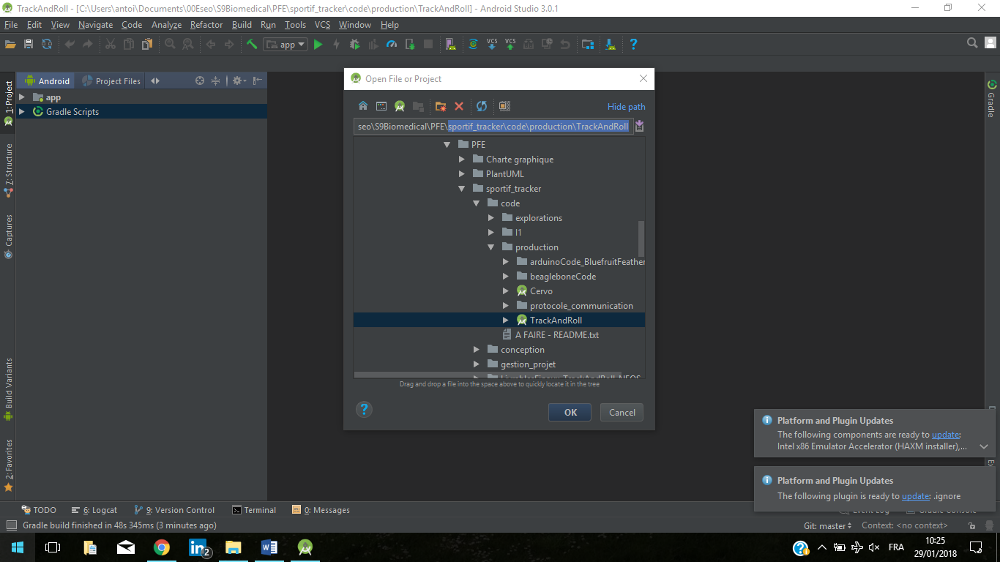 TrackAndRoll - [C:\Users\antoi\Documents\00Eseo\S9Biomedical\PFE\sportif_tracker\code\production\TrackAndRoll] - Android Studio 3.0.1
File Edit View Navigate Code Analyze Refactor Build Run Tools VCS Window Help
app VCS VCS ?
Android Project Files
app
Gradle Scripts
1: Project
7: Structure
Captures
Build Variants
2: Favorites
Gradle
Open File or Project
Hide path
seo\S9Biomedical\PFE\sportif_tracker\code\production\TrackAndRoll
PFE
Charte graphique
PlantUML
sportif_tracker
code
explorations
l1
production
arduinoCode_BluefruitFeather
beagleboneCode
Cervo
protocole_communication
TrackAndRoll
A FAIRE - README.txt
conception
gestion_projet
Drag and drop a file into the space above to quickly locate it in the tree
? OK Cancel
Platform and Plugin Updates
The following components are ready to update:
Intel x86 Emulator Accelerator (HAXM installer),...
Platform and Plugin Updates
The following plugin is ready to update: .ignore
TODO 6: Logcat 9: Version Control Terminal 0: Messages Event Log Gradle Console
Gradle build finished in 48s 345ms (3 minutes ago) Git: master Context: <no context>
2 FRA 10:25
29/01/2018